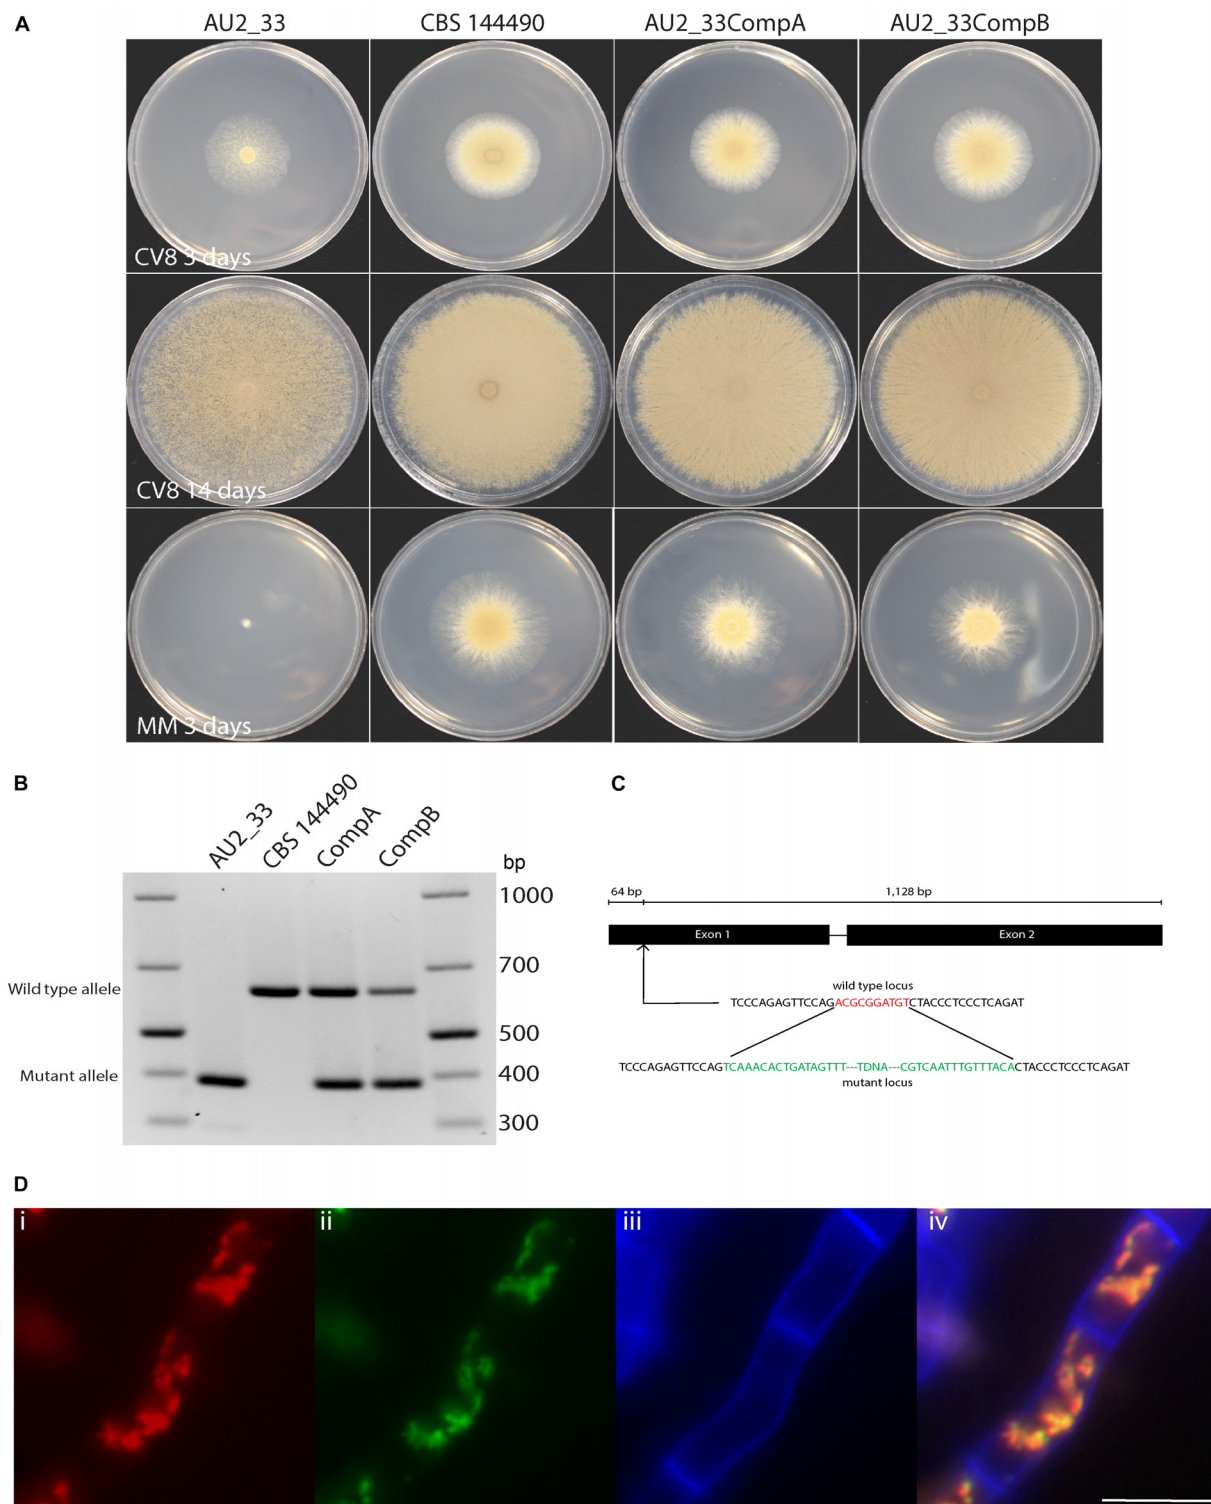 A
AU2_33 CBS 144490 AU2_33CompA AU2_33CompB
CV8 3 days
CV8 14 days
MM 3 days
B
AU2_33
CBS 144490
CompA
CompB
bp
1000
700
Wild type allele
500
Mutant allele
400
300
C
64 bp 1,128 bp
Exon 1 Exon 2
wild type locus
TCCCAGAGTTCCAGACGCGGATGTCTACCCTCCCTCAGAT
TCCCAGAGTTCCAGTCAAACACTGATAGTTT---TDNA---CGTCAATTTGTTTACACTACCCTCCCTCAGAT
mutant locus
D
i ii iii iv